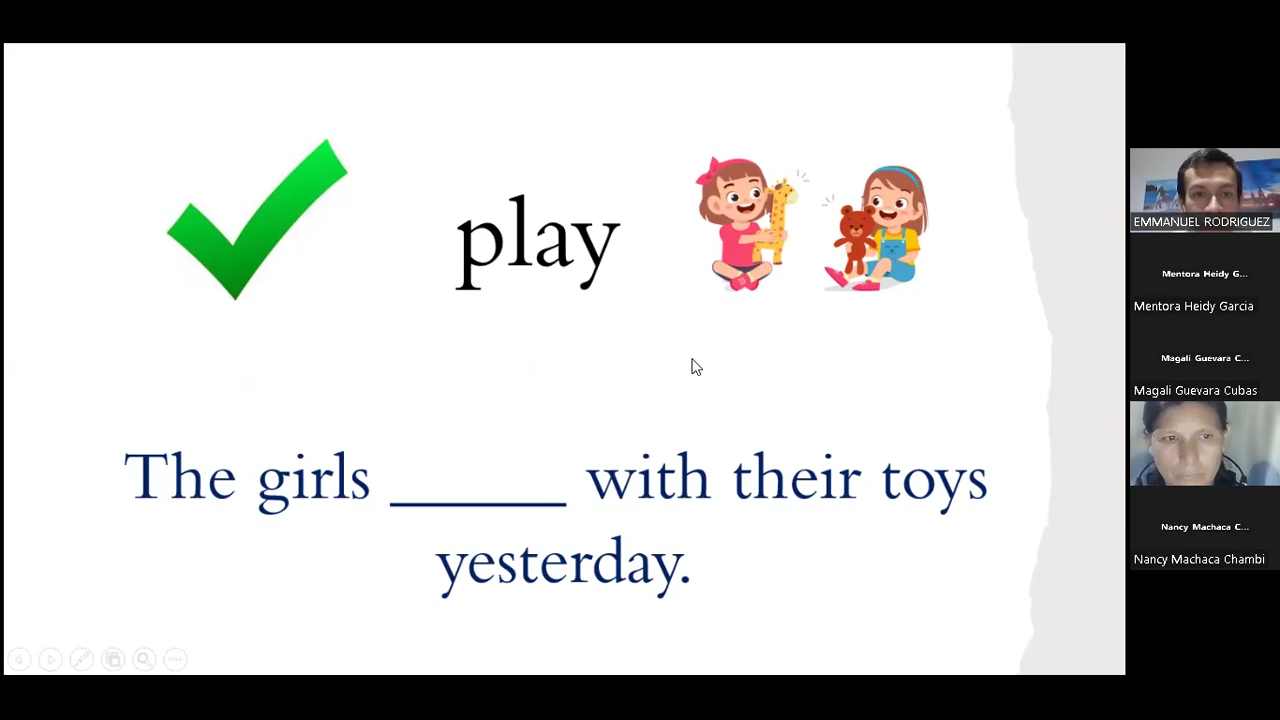 play
The girls ______ with their toys
yesterday.
EMMANUEL RODRIGUEZ
Mentora Heidy G...
Mentora Heidy Garcia
Magali Guevara C...
Magali Guevara Cubas
Nancy Machaca C...
Nancy Machaca Chambi